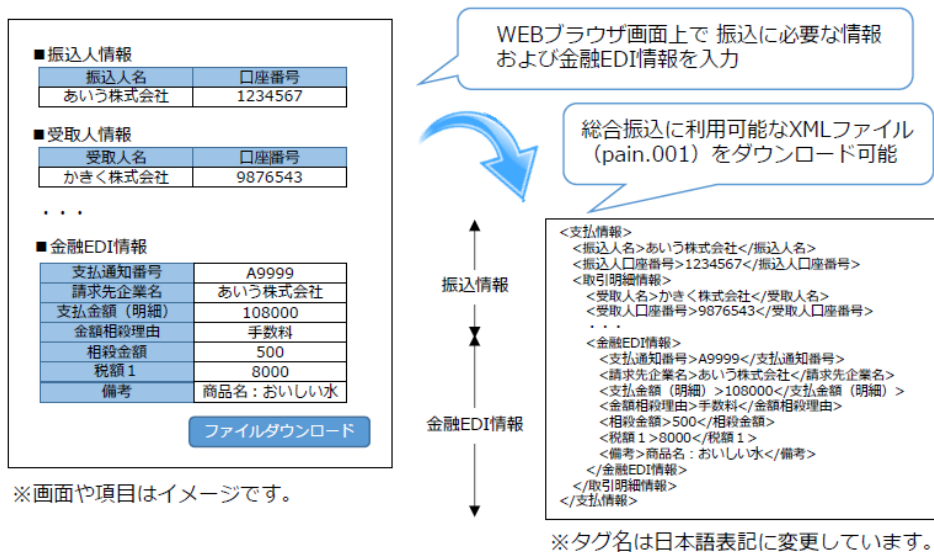 WEBブラウザ画面上で 振込に必要な情報
および金融EDI情報を入力
■振込人情報
振込人名 口座番号
あいう株式会社 1234567
■受取人情報
受取人名 口座番号
かきく株式会社 9876543
・・・
■金融EDI情報
支払通知番号 A9999
請求先企業名 あいう株式会社
支払金額（明細） 108000
金額相殺理由 手数料
相殺金額 500
税額１ 8000
備考 商品名：おいしい水
ファイルダウンロード
※画面や項目はイメージです。
総合振込に利用可能なXMLファイル
（pain.001）をダウンロード可能
振込情報
金融EDI情報
<支払情報>
<振込人名>あいう株式会社</振込人名>
<振込人口座番号>1234567</振込人口座番号>
<取引明細情報>
<受取人名>かきく株式会社</受取人名>
<受取人口座番号>9876543</受取人口座番号>
・・・
<金融EDI情報>
<支払通知番号>A9999</支払通知番号>
<請求先企業名>あいう株式会社</請求先企業名>
<支払金額（明細）>108000</支払金額（明細）>
<金額相殺理由>手数料</金額相殺理由>
<相殺金額>500</相殺金額>
<税額１>8000</税額１>
<備考>商品名：おいしい水</備考>
</金融EDI情報>
</取引明細情報>
</支払情報>
※タグ名は日本語表記に変更しています。